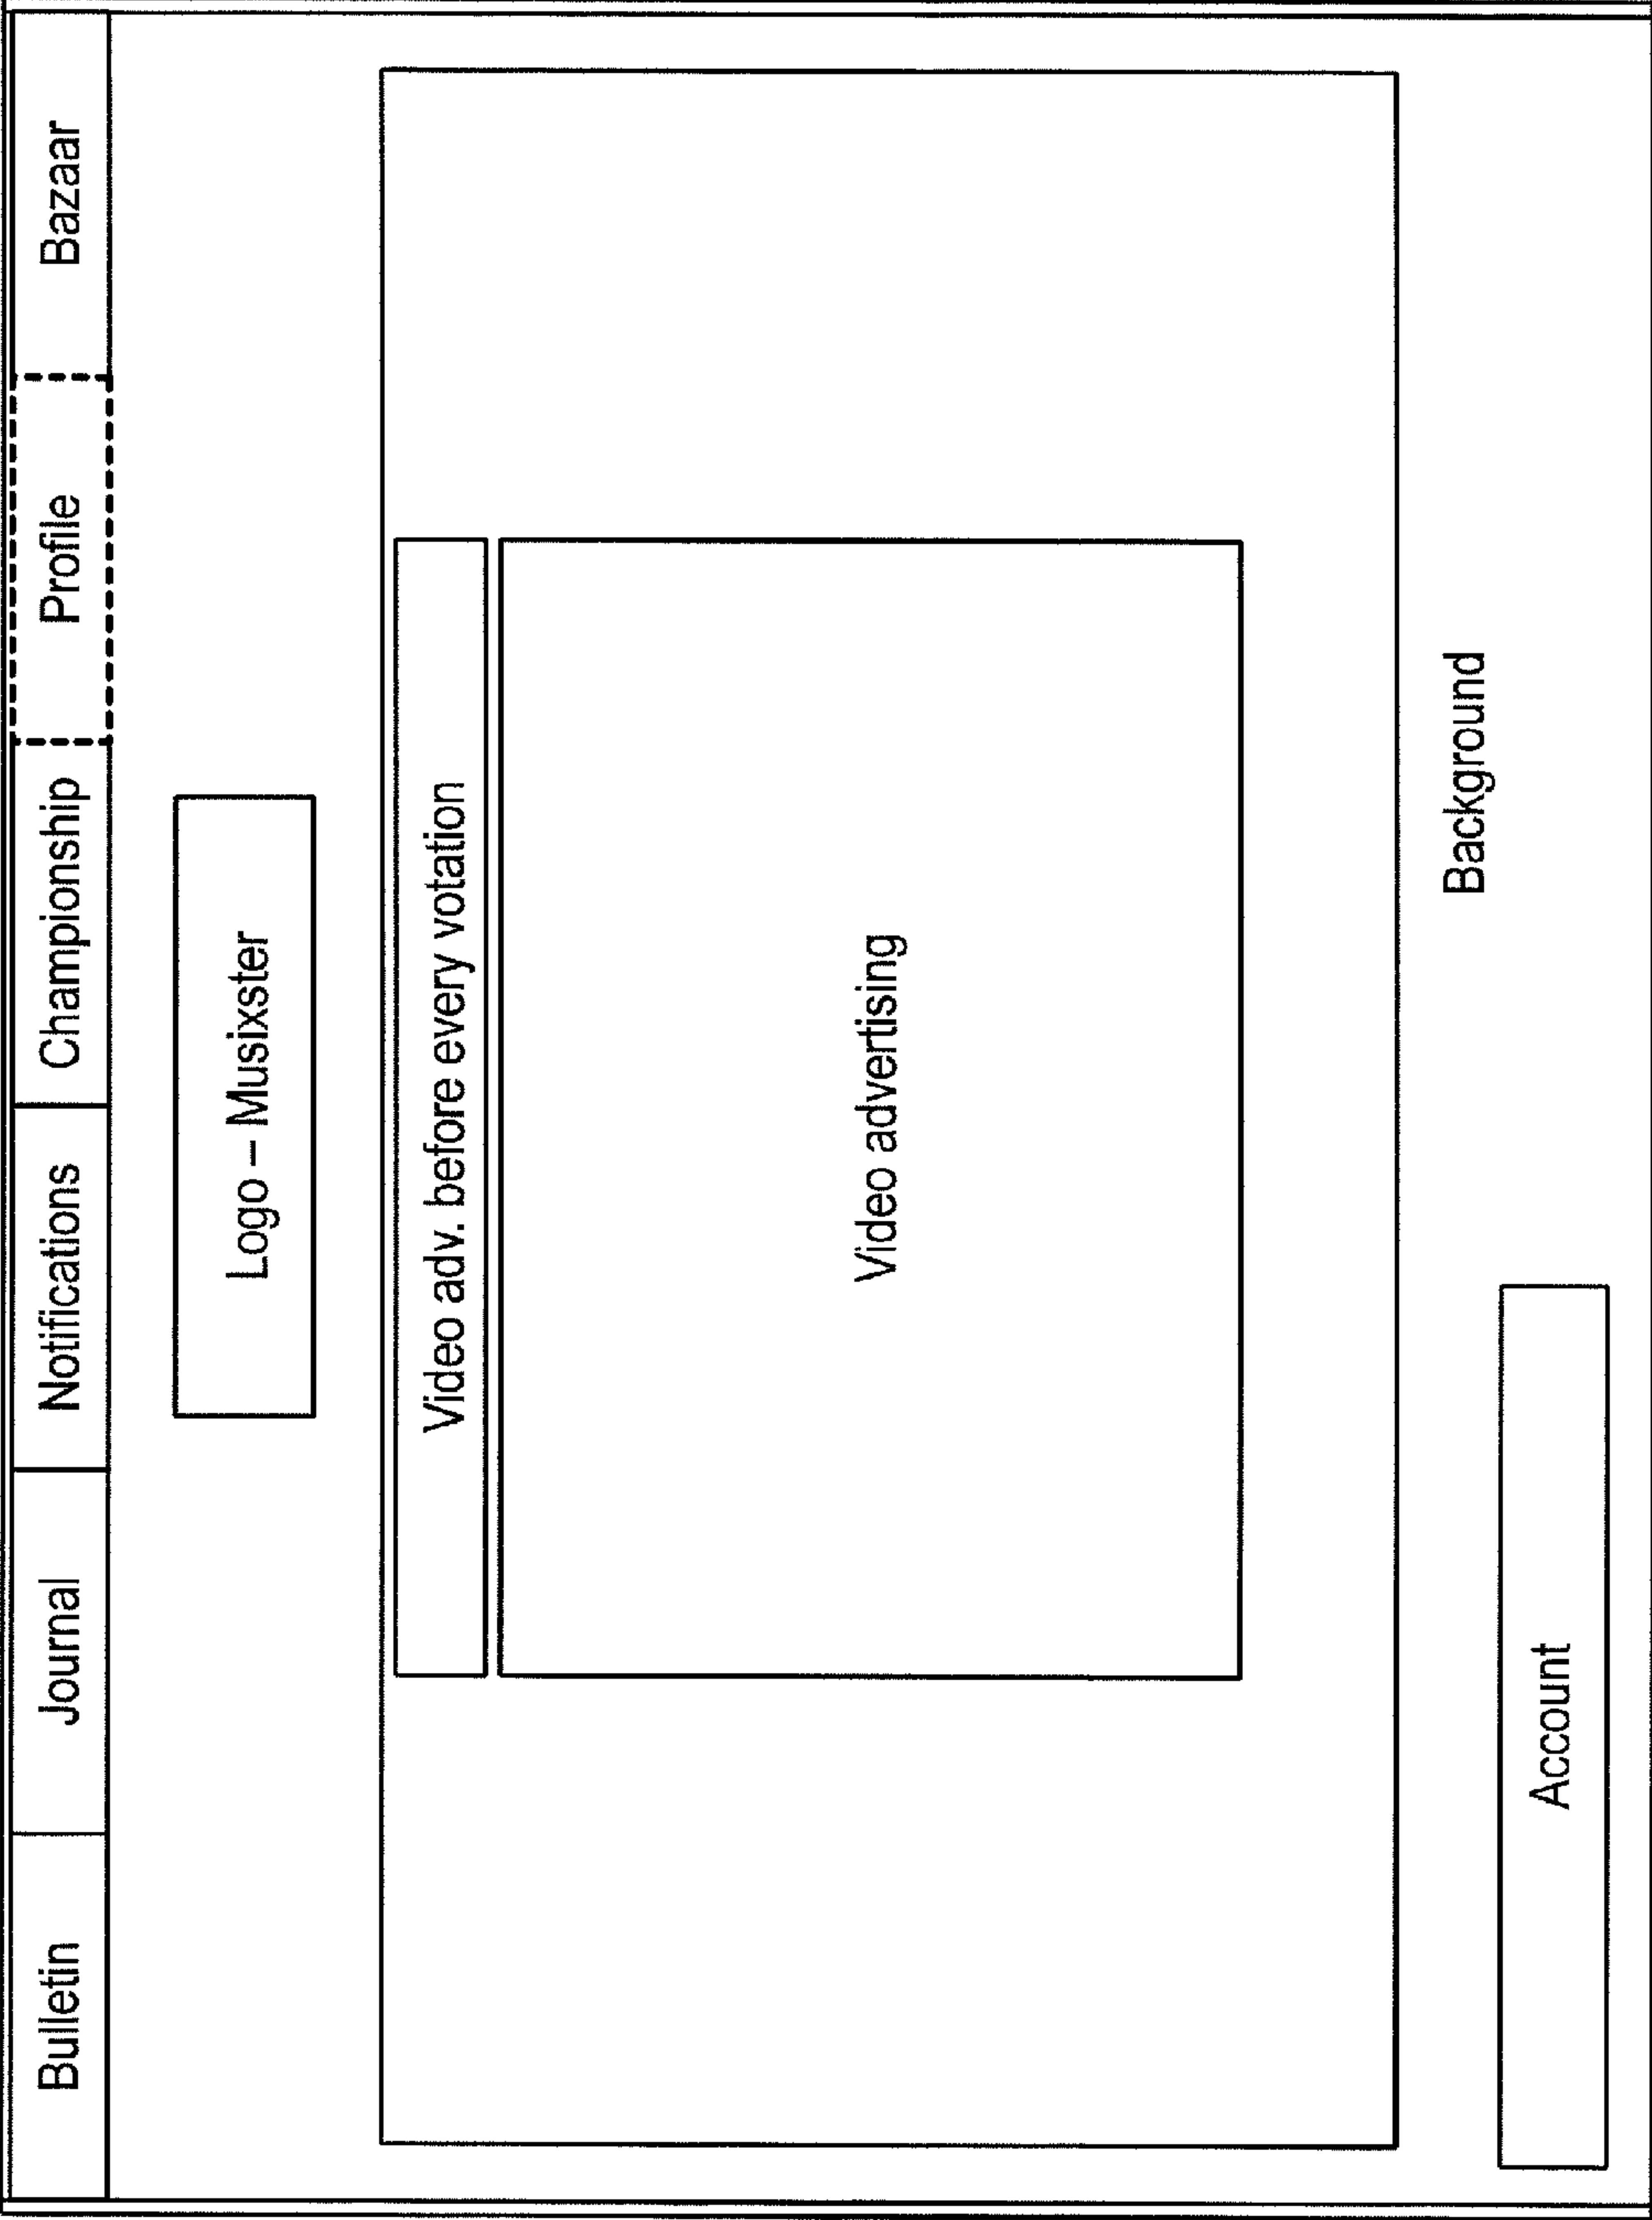 Bulletin
Journal
Notifications
Championship
Profile
Bazaar
Logo – Musixster
Video adv. before every votation
Video advertising
Background
Account